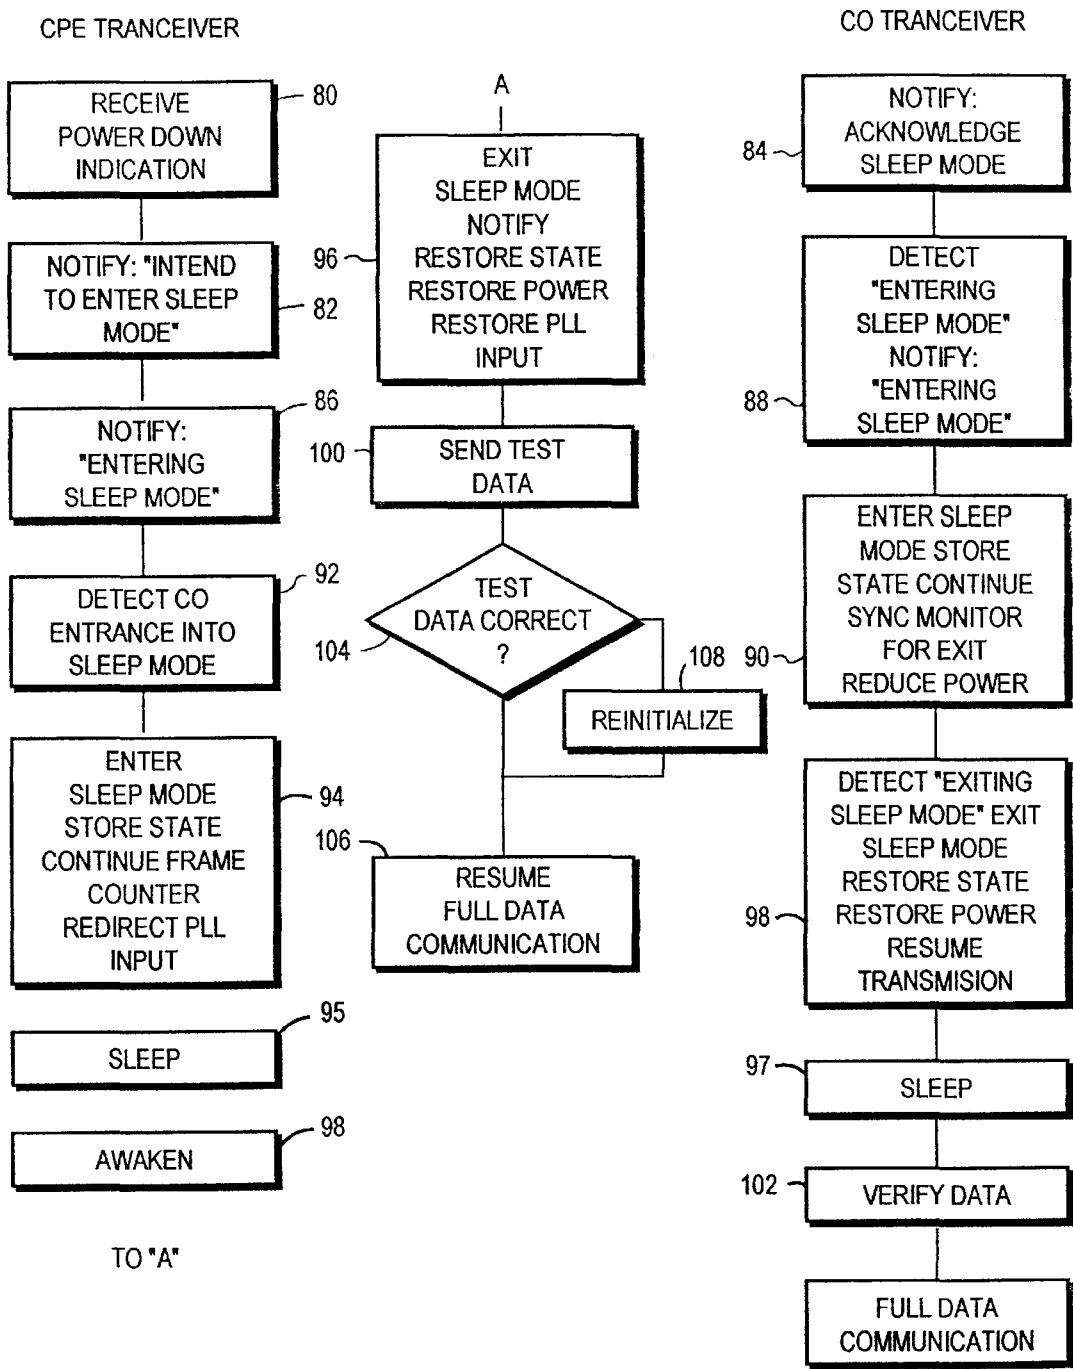 CPE TRANCEIVER
RECEIVE
POWER DOWN
INDICATION
80
NOTIFY: "INTEND
TO ENTER SLEEP
MODE"
82
86
NOTIFY:
"ENTERING
SLEEP MODE"
92
DETECT CO
ENTRANCE INTO
SLEEP MODE
ENTER
SLEEP MODE
STORE STATE
CONTINUE FRAME
COUNTER
REDIRECT PLL
INPUT
94
95
SLEEP
98
AWAKEN
TO "A"
A
EXIT
SLEEP MODE
NOTIFY
RESTORE STATE
RESTORE POWER
RESTORE PLL
INPUT
96
100
SEND TEST
DATA
TEST
DATA CORRECT
?
104
108
REINITIALIZE
106
RESUME
FULL DATA
COMMUNICATION
CO TRANCEIVER
NOTIFY:
ACKNOWLEDGE
SLEEP MODE
84
DETECT
"ENTERING
SLEEP MODE"
NOTIFY:
"ENTERING
SLEEP MODE"
88
ENTER SLEEP
MODE STORE
STATE CONTINUE
SYNC MONITOR
FOR EXIT
REDUCE POWER
90
DETECT "EXITING
SLEEP MODE" EXIT
SLEEP MODE
RESTORE STATE
RESTORE POWER
RESUME
TRANSMISION
98
97
SLEEP
102
VERIFY DATA
FULL DATA
COMMUNICATION